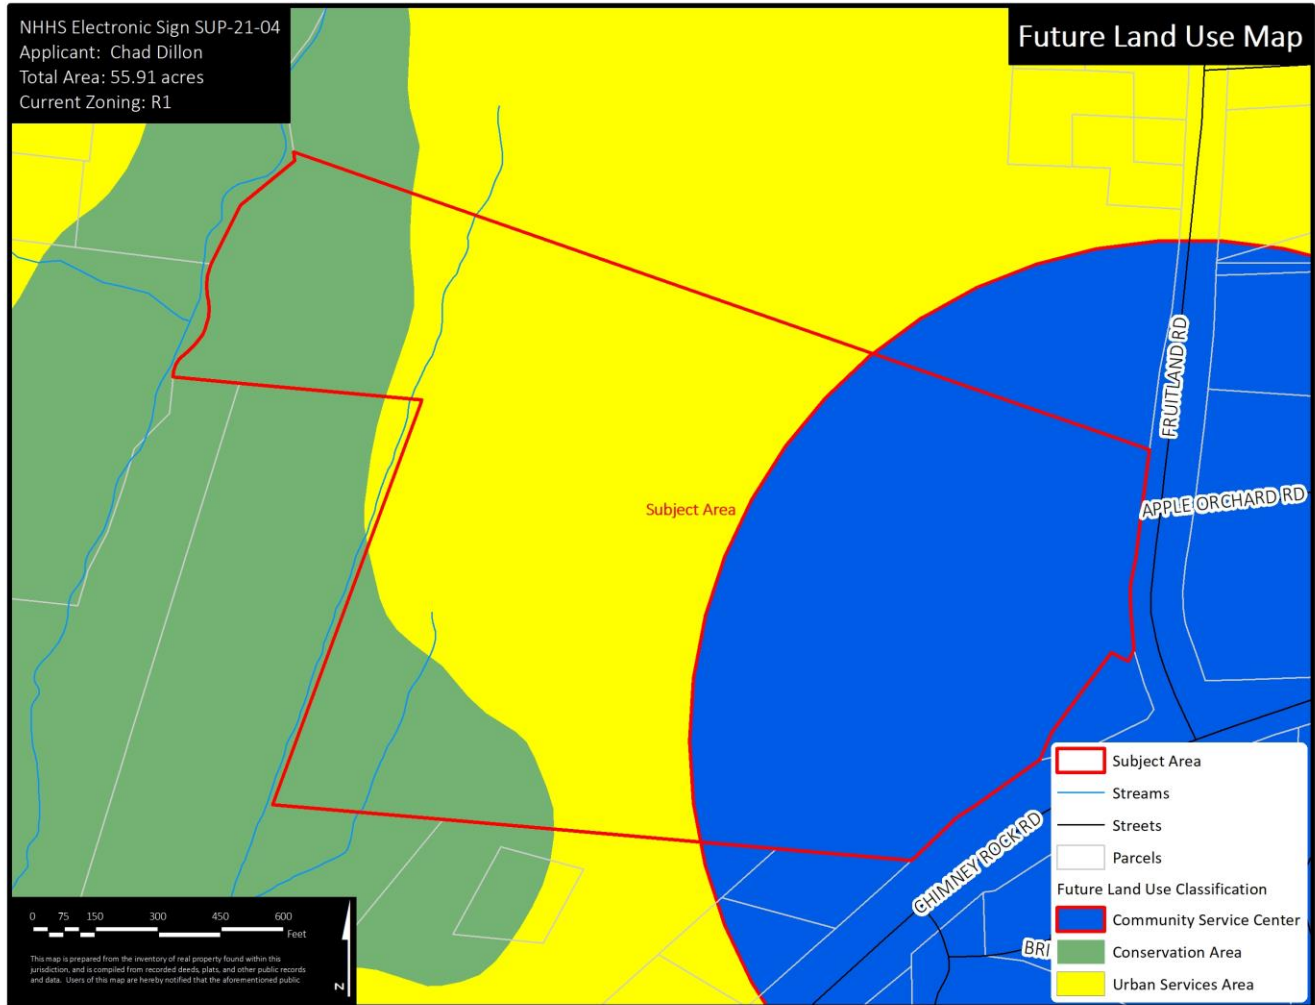 NHHS Electronic Sign SUP-21-04
Applicant: Chad Dillon
Total Area: 55.91 acres
Current Zoning: R1
Future Land Use Map
FRUITLAND RD
APPLE ORCHARD RD
Subject Area
CHIMNEY ROCK RD
BRI
Subject Area
Streams
Streets
Parcels
Future Land Use Classification
Community Service Center
Conservation Area
Urban Services Area
0 75 150 300 450 600
Feet
This map is prepared from the inventory of real property found within this
jurisdiction, and is compiled from recorded deeds, plats, and other public records
and data. Users of this map are hereby notified that the aforementioned public
N